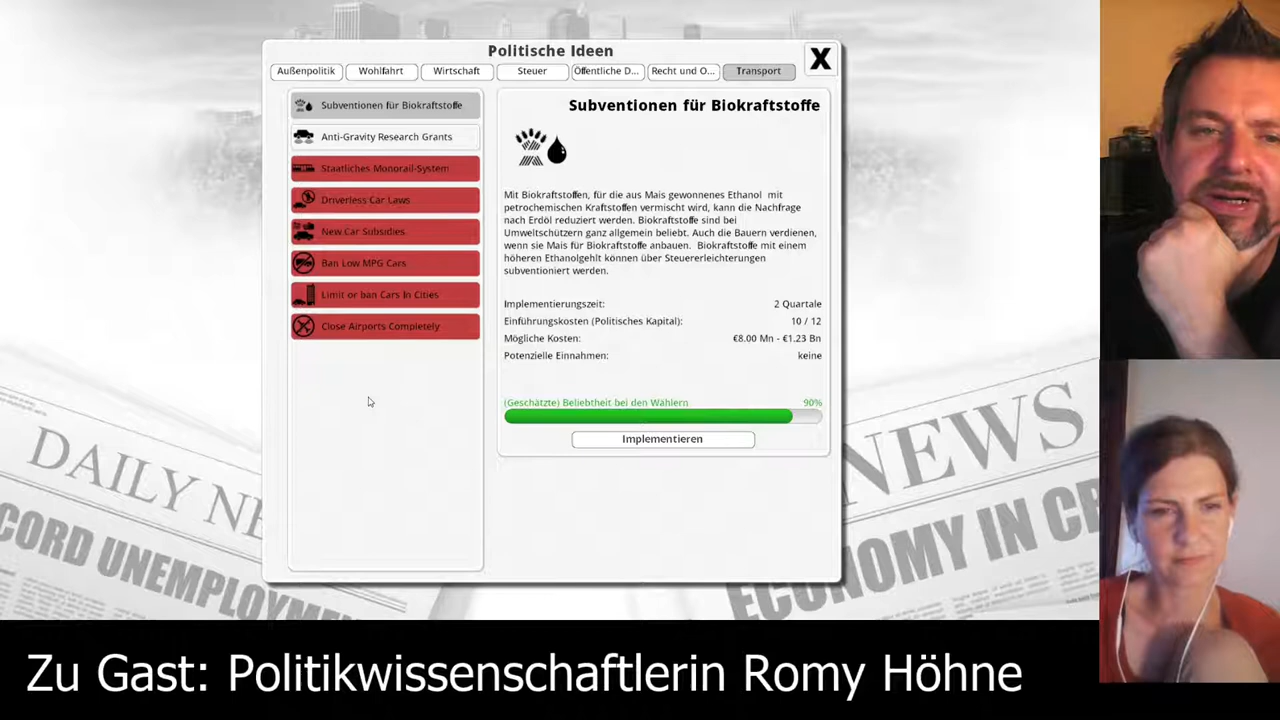 Politische Ideen
X
Außenpolitik
Wohlfahrt
Wirtschaft
Steuer
Öffentliche D...
Recht und O...
Transport
Subventionen für Biokraftstoffe
Anti-Gravity Research Grants
Staatliches Monorail-System
Driverless Car Laws
New Car Subsidies
Ban Low MPG Cars
Limit or ban Cars In Cities
Close Airports Completely
Subventionen für Biokraftstoffe
Mit Biokraftstoffen, für die aus Mais gewonnenes Ethanol mit
petrochemischen Kraftstoffen vermischt wird, kann die Nachfrage
nach Erdöl reduziert werden. Biokraftstoffe sind bei
Umweltschützern ganz allgemein beliebt. Auch die Bauern verdienen,
wenn sie Mais für Biokraftstoffe anbauen. Biokraftstoffe mit einem
höheren Ethanolgehlt können über Steuererleichterungen
subventioniert werden.
Implementierungszeit: 2 Quartale
Einführungskosten (Politisches Kapital): 10 / 12
Mögliche Kosten: €8.00 Mn - €1.23 Bn
Potenzielle Einnahmen: keine
(Geschätzte) Beliebtheit bei den Wählern 90%
Implementieren
DAILY NE
CORD UNEMPLOYME
NEWS
ECONOMY IN CR
Zu Gast: Politikwissenschaftlerin Romy Höhne